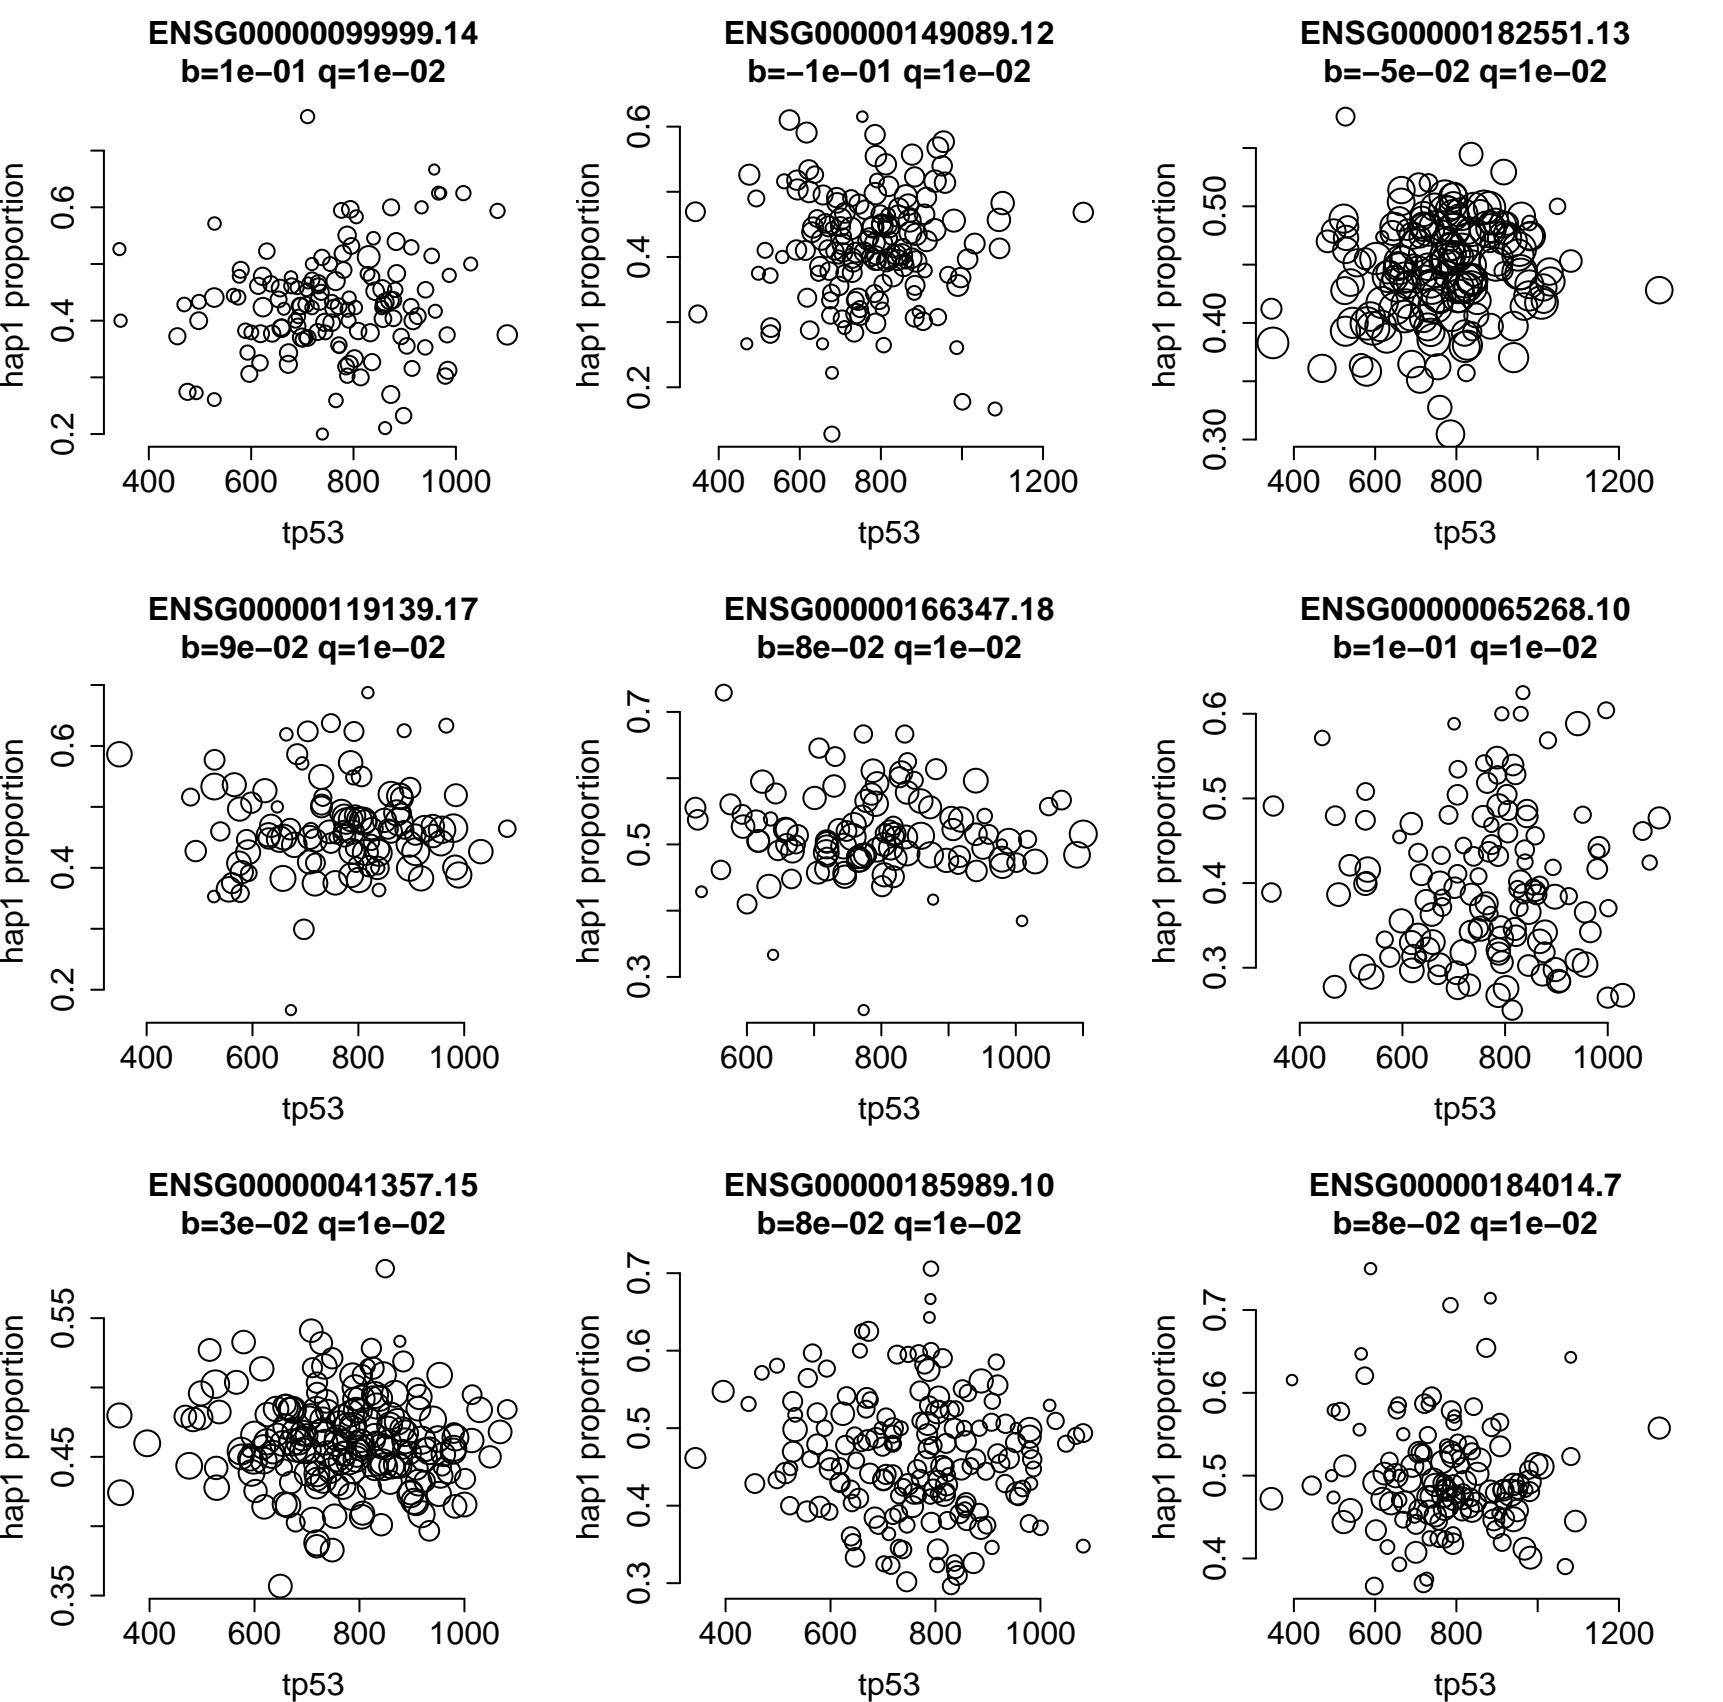 ENSG00000099999.14
b=1e−01 q=1e−02
hap1 proportion
0.2 0.4 0.6
400 600 800 1000
tp53
ENSG00000149089.12
b=−1e−01 q=1e−02
hap1 proportion
0.2 0.4 0.6
400 600 800 1200
tp53
ENSG00000182551.13
b=−5e−02 q=1e−02
hap1 proportion
0.30 0.40 0.50
400 600 800 1200
tp53
ENSG00000119139.17
b=9e−02 q=1e−02
hap1 proportion
0.2 0.4 0.6
400 600 800 1000
tp53
ENSG00000166347.18
b=8e−02 q=1e−02
hap1 proportion
0.3 0.5 0.7
600 800 1000
tp53
ENSG00000065268.10
b=1e−01 q=1e−02
hap1 proportion
0.3 0.4 0.5 0.6
400 600 800 1000
tp53
ENSG00000041357.15
b=3e−02 q=1e−02
hap1 proportion
0.35 0.45 0.55
400 600 800 1000
tp53
ENSG00000185989.10
b=8e−02 q=1e−02
hap1 proportion
0.3 0.4 0.5 0.6 0.7
400 600 800 1000
tp53
ENSG00000184014.7
b=8e−02 q=1e−02
hap1 proportion
0.4 0.5 0.6 0.7
400 600 800 1200
tp53